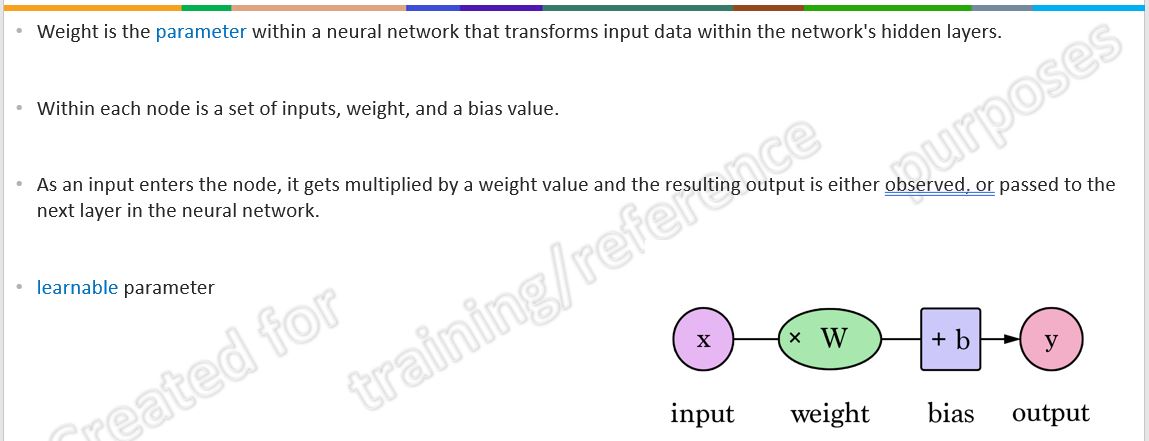 • Weight is the parameter within a neural network that transforms input data within the network's hidden layers.
• Within each node is a set of inputs, weight, and a bias value.
• As an input enters the node, it gets multiplied by a weight value and the resulting output is either observed, or passed to the
next layer in the neural network.
• learnable parameter
Created for
training/reference
purposes
x × W + b y
input weight bias output